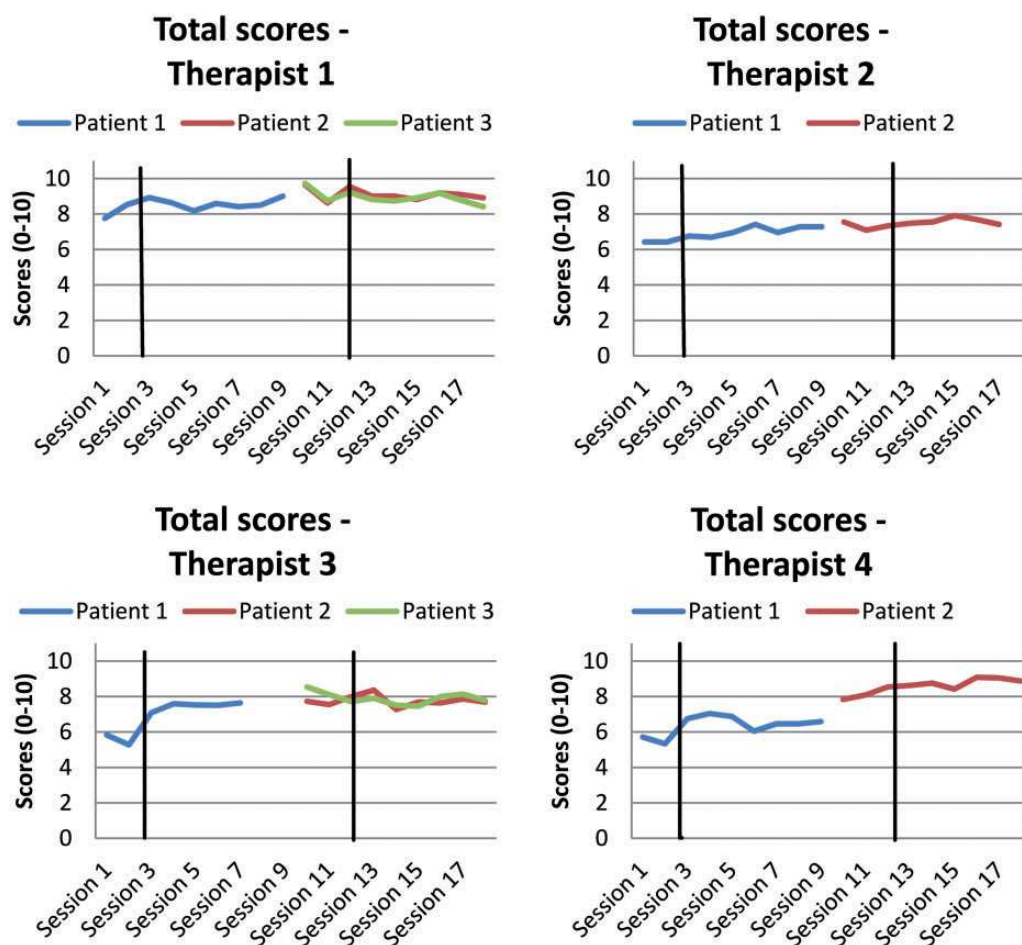 Total scores -
Therapist 1
Patient 1 Patient 2 Patient 3
Scores (0-10)
10
8
6
4
2
0
Session 1
Session 3
Session 5
Session 7
Session 9
Session 11
Session 13
Session 15
Session 17
Total scores -
Therapist 2
Patient 1 Patient 2
Scores (0-10)
10
8
6
4
2
0
Session 1
Session 3
Session 5
Session 7
Session 9
Session 11
Session 13
Session 15
Session 17
Total scores -
Therapist 3
Patient 1 Patient 2 Patient 3
Scores (0-10)
10
8
6
4
2
0
Session 1
Session 3
Session 5
Session 7
Session 9
Session 11
Session 13
Session 15
Session 17
Total scores -
Therapist 4
Patient 1 Patient 2
Scores (0-10)
10
8
6
4
2
0
Session 1
Session 3
Session 5
Session 7
Session 9
Session 11
Session 13
Session 15
Session 17